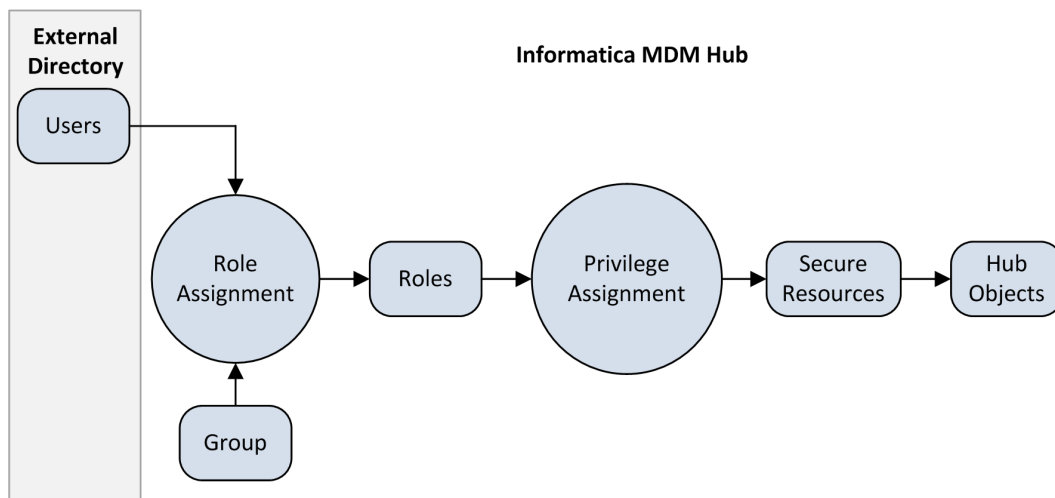 External
Directory
Informatica MDM Hub
Users
Role
Assignment
Roles
Privilege
Assignment
Secure
Resources
Hub
Objects
Group